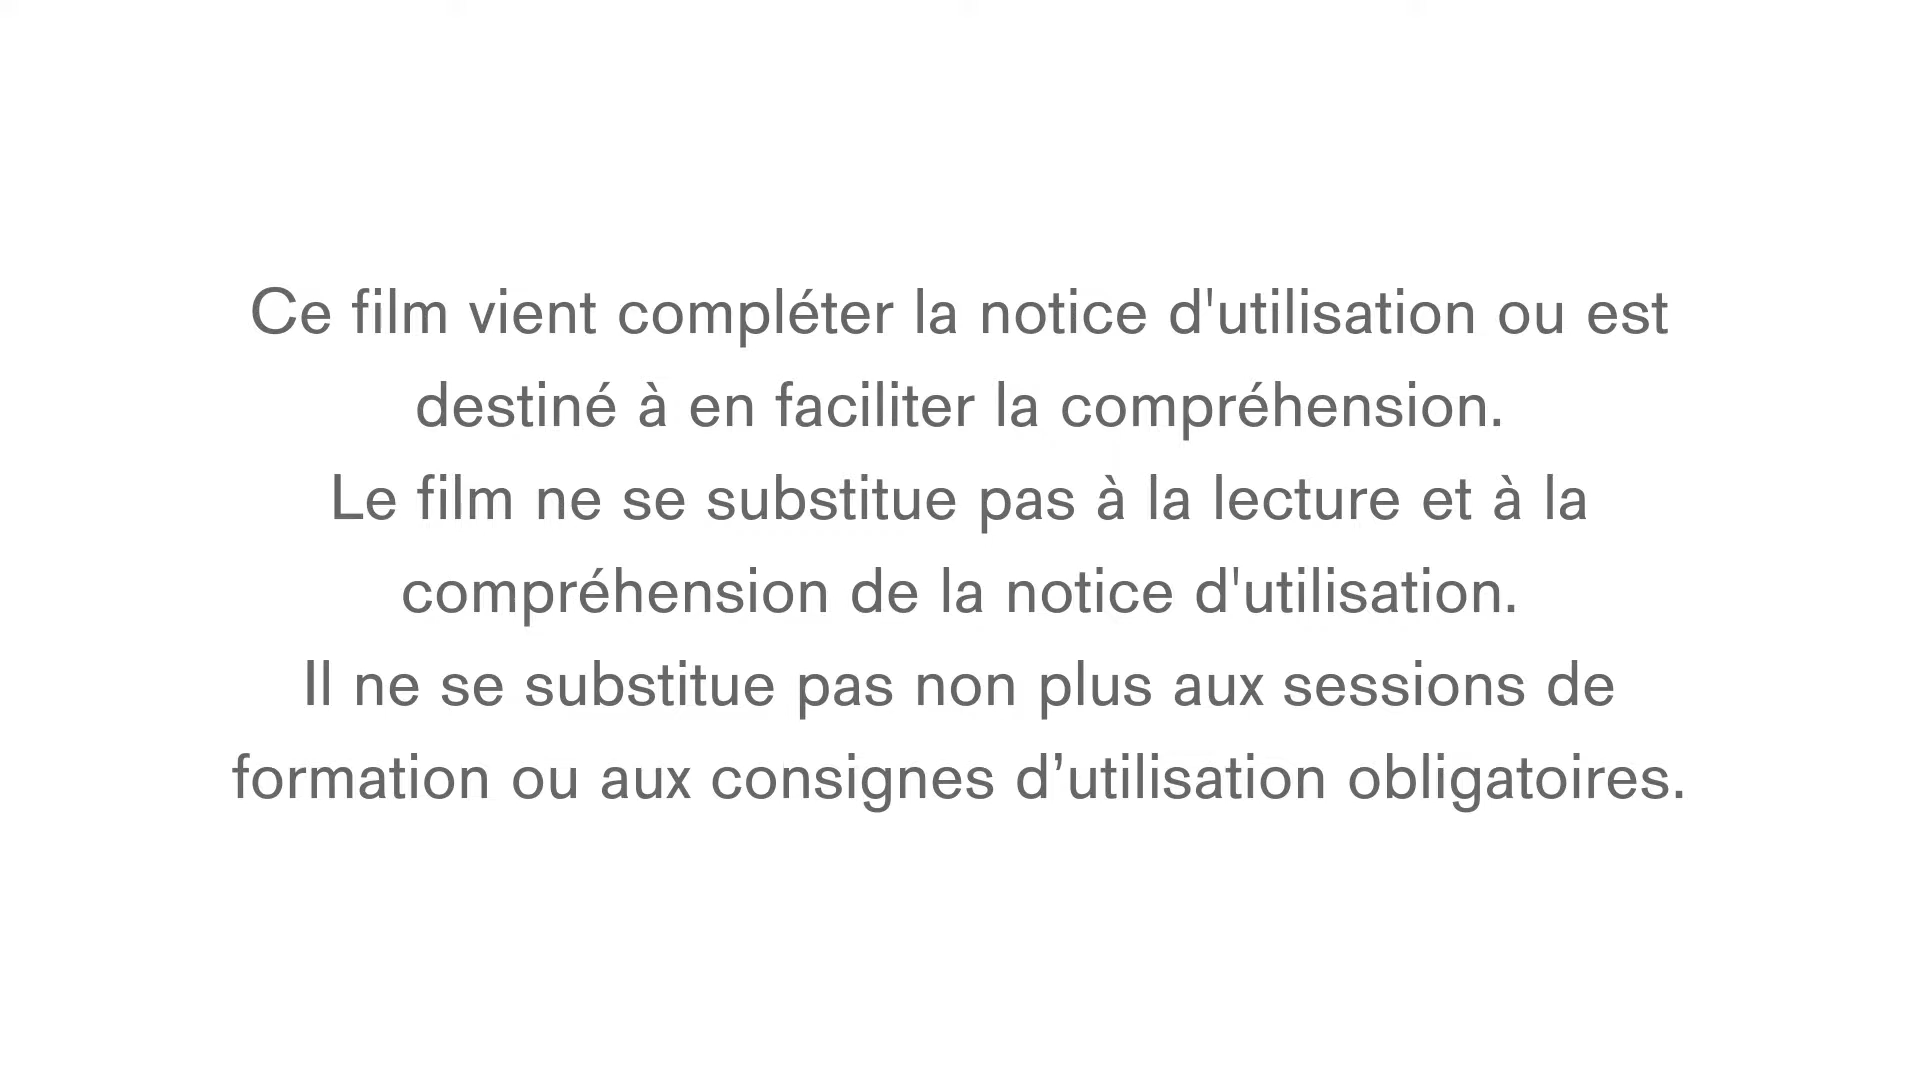 Ce film vient compléter la notice d'utilisation ou est
destiné à en faciliter la compréhension.
Le film ne se substitue pas à la lecture et à la
compréhension de la notice d'utilisation.
Il ne se substitue pas non plus aux sessions de
formation ou aux consignes d’utilisation obligatoires.